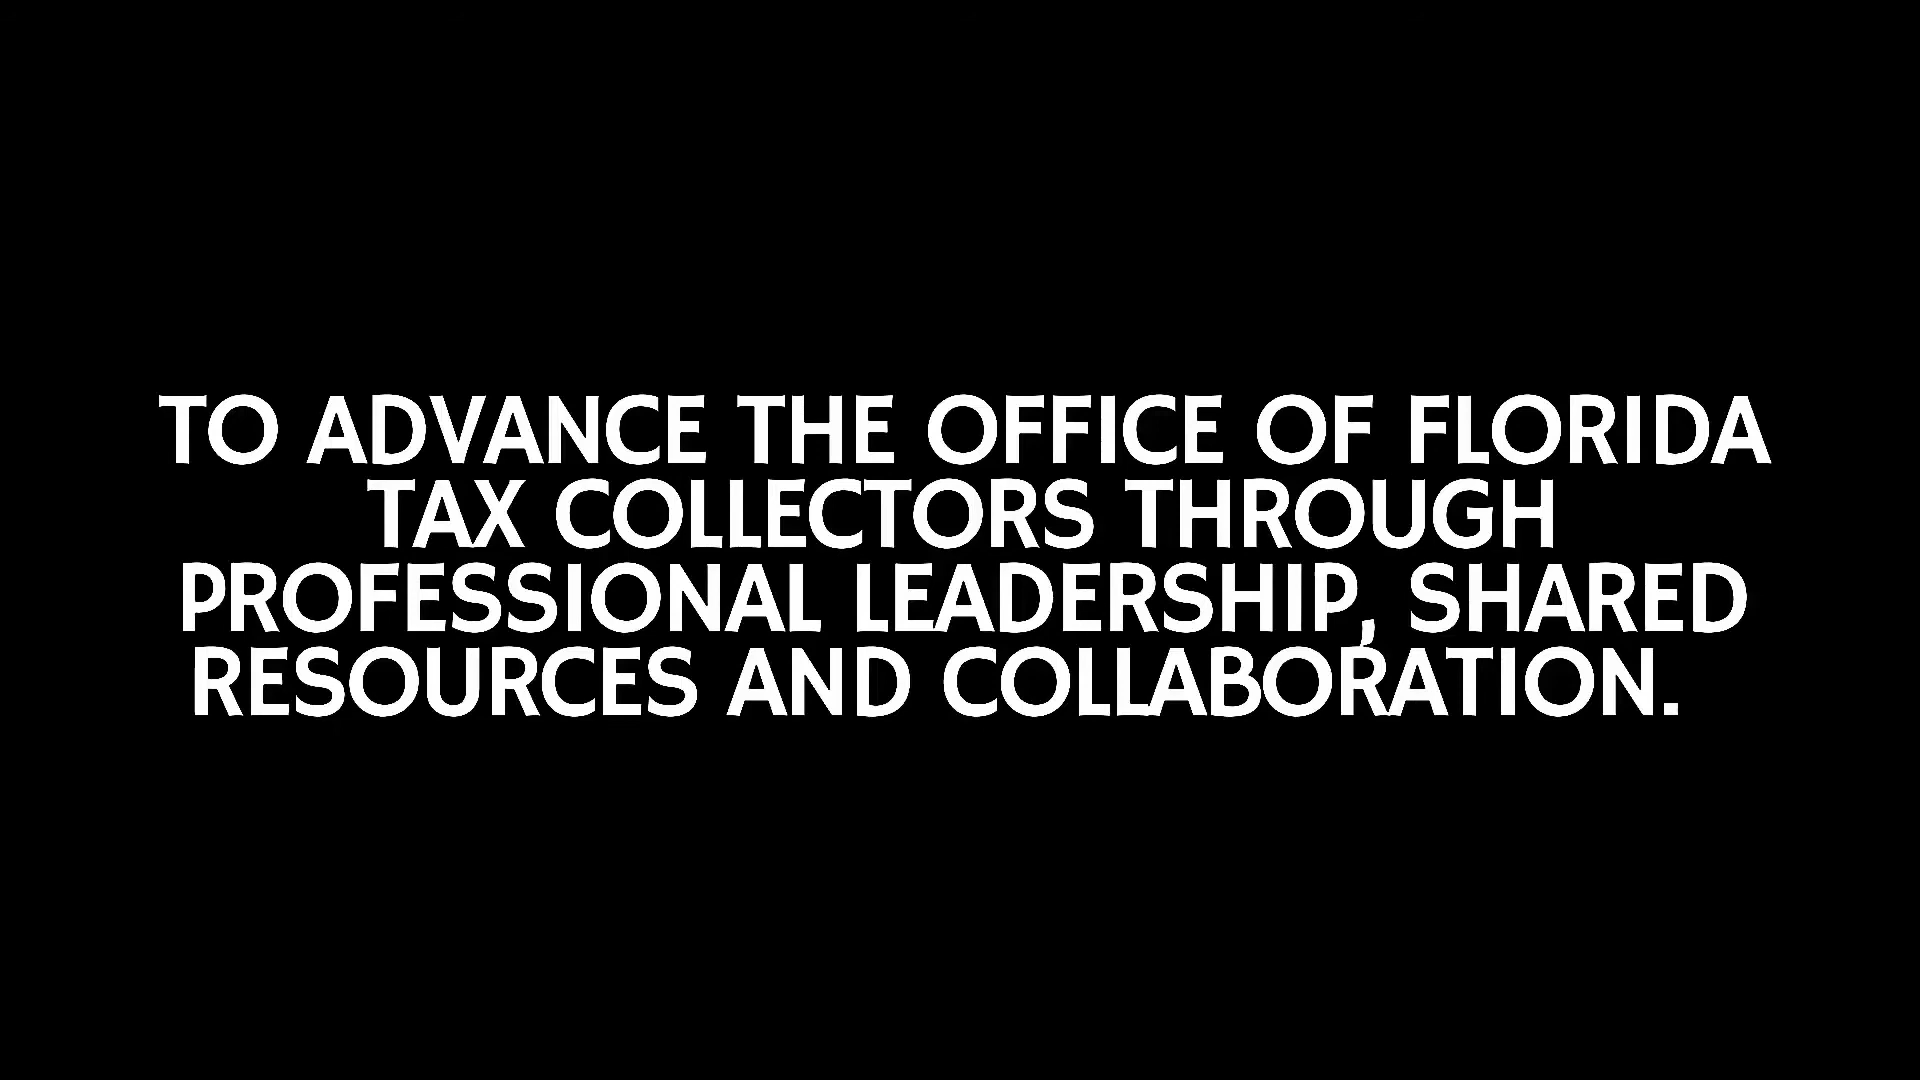 TO ADVANCE THE OFFICE OF FLORIDA
TAX COLLECTORS THROUGH
PROFESSIONAL LEADERSHIP, SHARED
RESOURCES AND COLLABORATION.